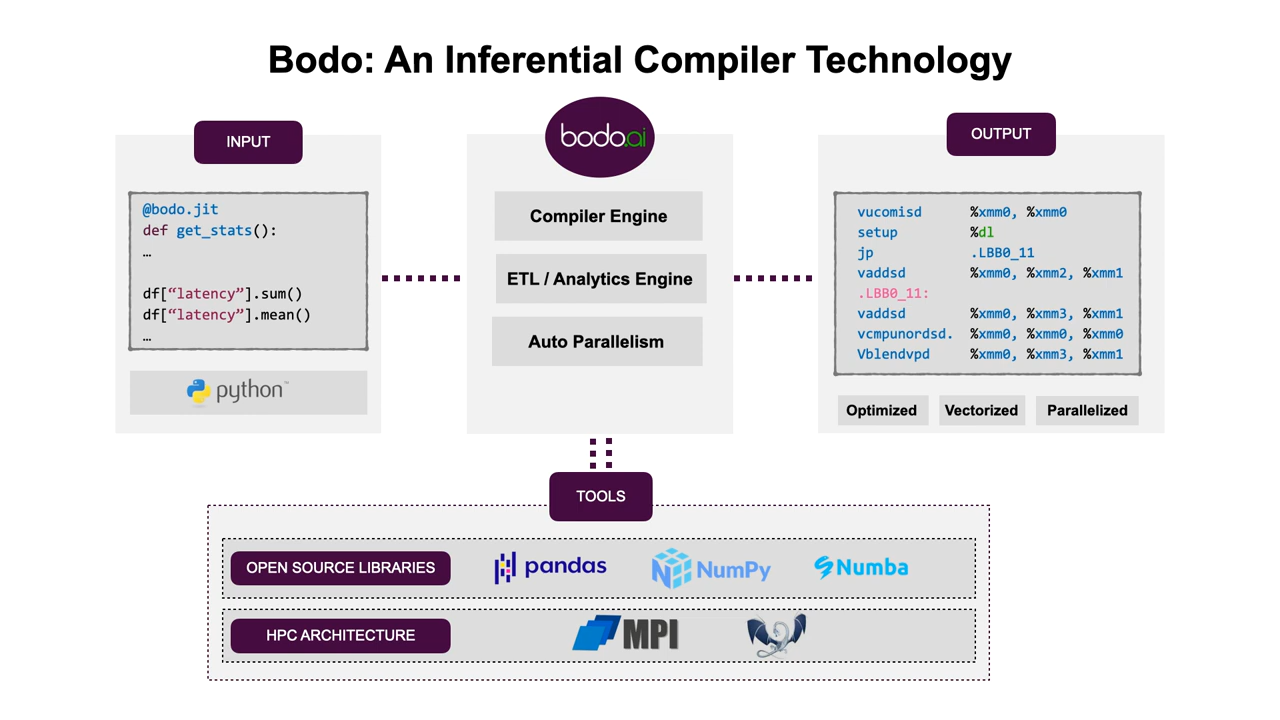 Bodo: An Inferential Compiler Technology
INPUT
@bodo.jit
def get_stats():
…
df[“latency”].sum()
df[“latency”].mean()
…
python™
bodo.ai
Compiler Engine
ETL / Analytics Engine
Auto Parallelism
OUTPUT
vucomisd %xmm0, %xmm0
setup %dl
jp .LBB0_11
vaddsd %xmm0, %xmm2, %xmm1
.LBB0_11:
vaddsd %xmm0, %xmm3, %xmm1
vcmpunordsd. %xmm0, %xmm0, %xmm0
Vblendvpd %xmm0, %xmm3, %xmm1
Optimized Vectorized Parallelized
TOOLS
OPEN SOURCE LIBRARIES pandas NumPy Numba
HPC ARCHITECTURE MPI